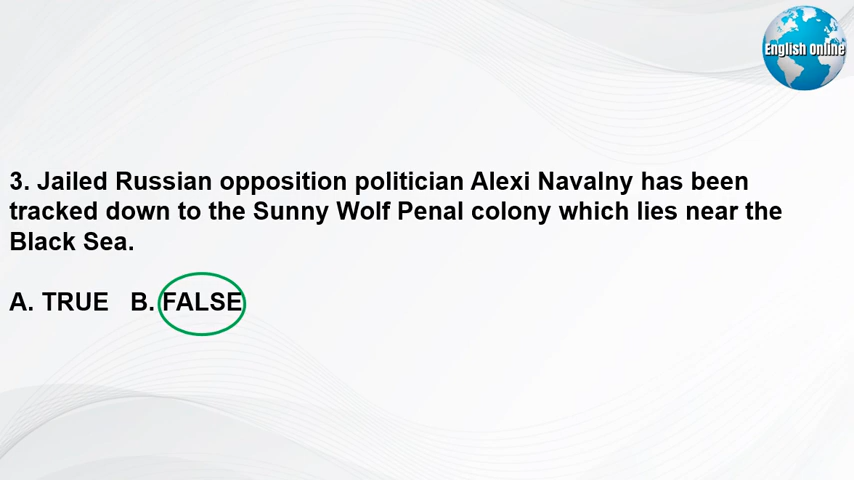 English Online
3. Jailed Russian opposition politician Alexi Navalny has been
tracked down to the Sunny Wolf Penal colony which lies near the
Black Sea.
A. TRUE B. FALSE